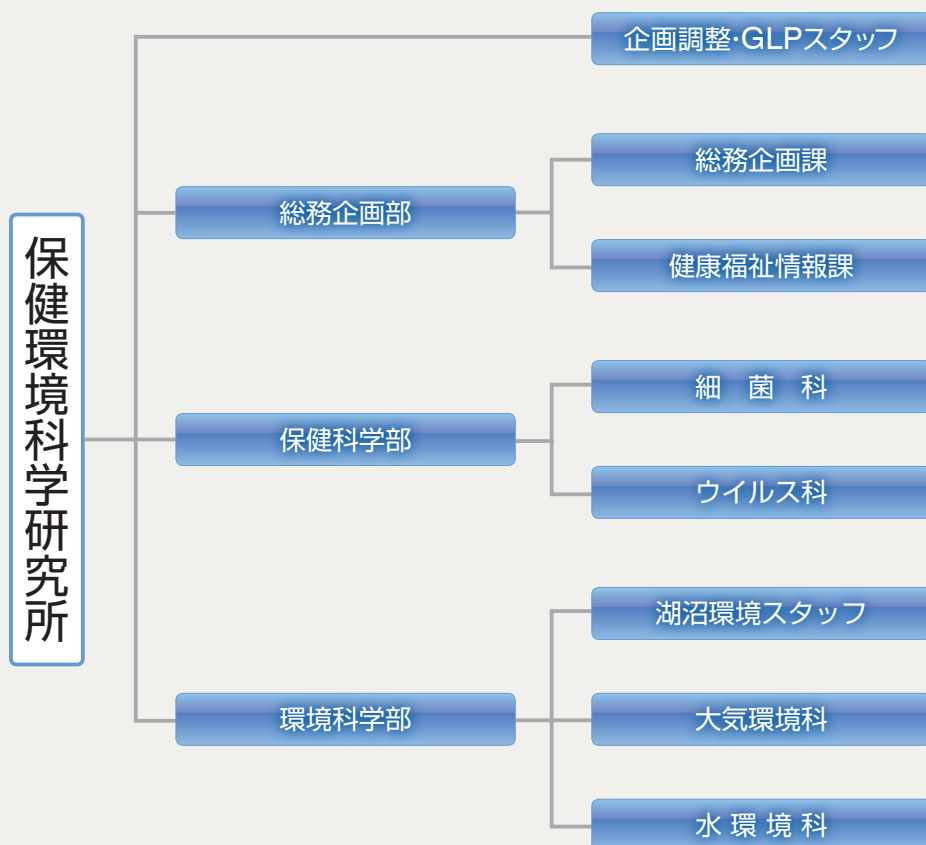 保健環境科学研究所
企画調整・GLPスタッフ
総務企画部
総務企画課
健康福祉情報課
保健科学部
細　菌　科
ウイルス科
環境科学部
湖沼環境スタッフ
大気環境科
水 環 境 科